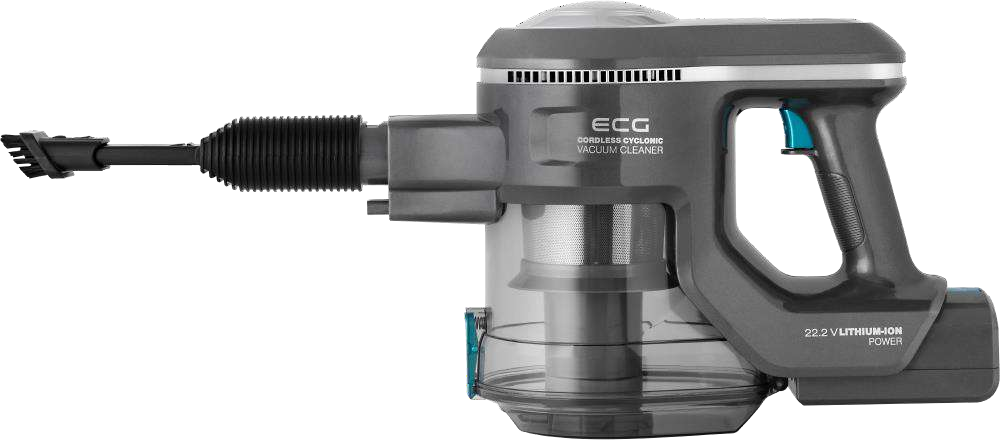 ECG
CORDLESS CYCLONIC
VACUUM CLEANER
22.2 V LITHIUM-ION
POWER